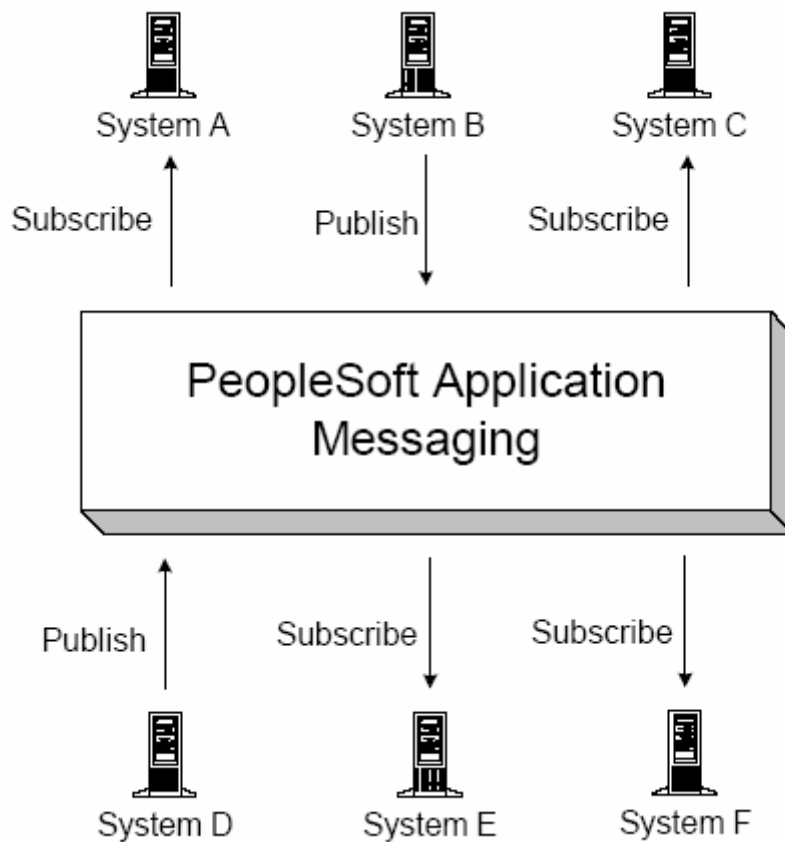 System A
System B
System C
Subscribe
Publish
Subscribe
PeopleSoft Application
Messaging
Publish
Subscribe
Subscribe
System D
System E
System F